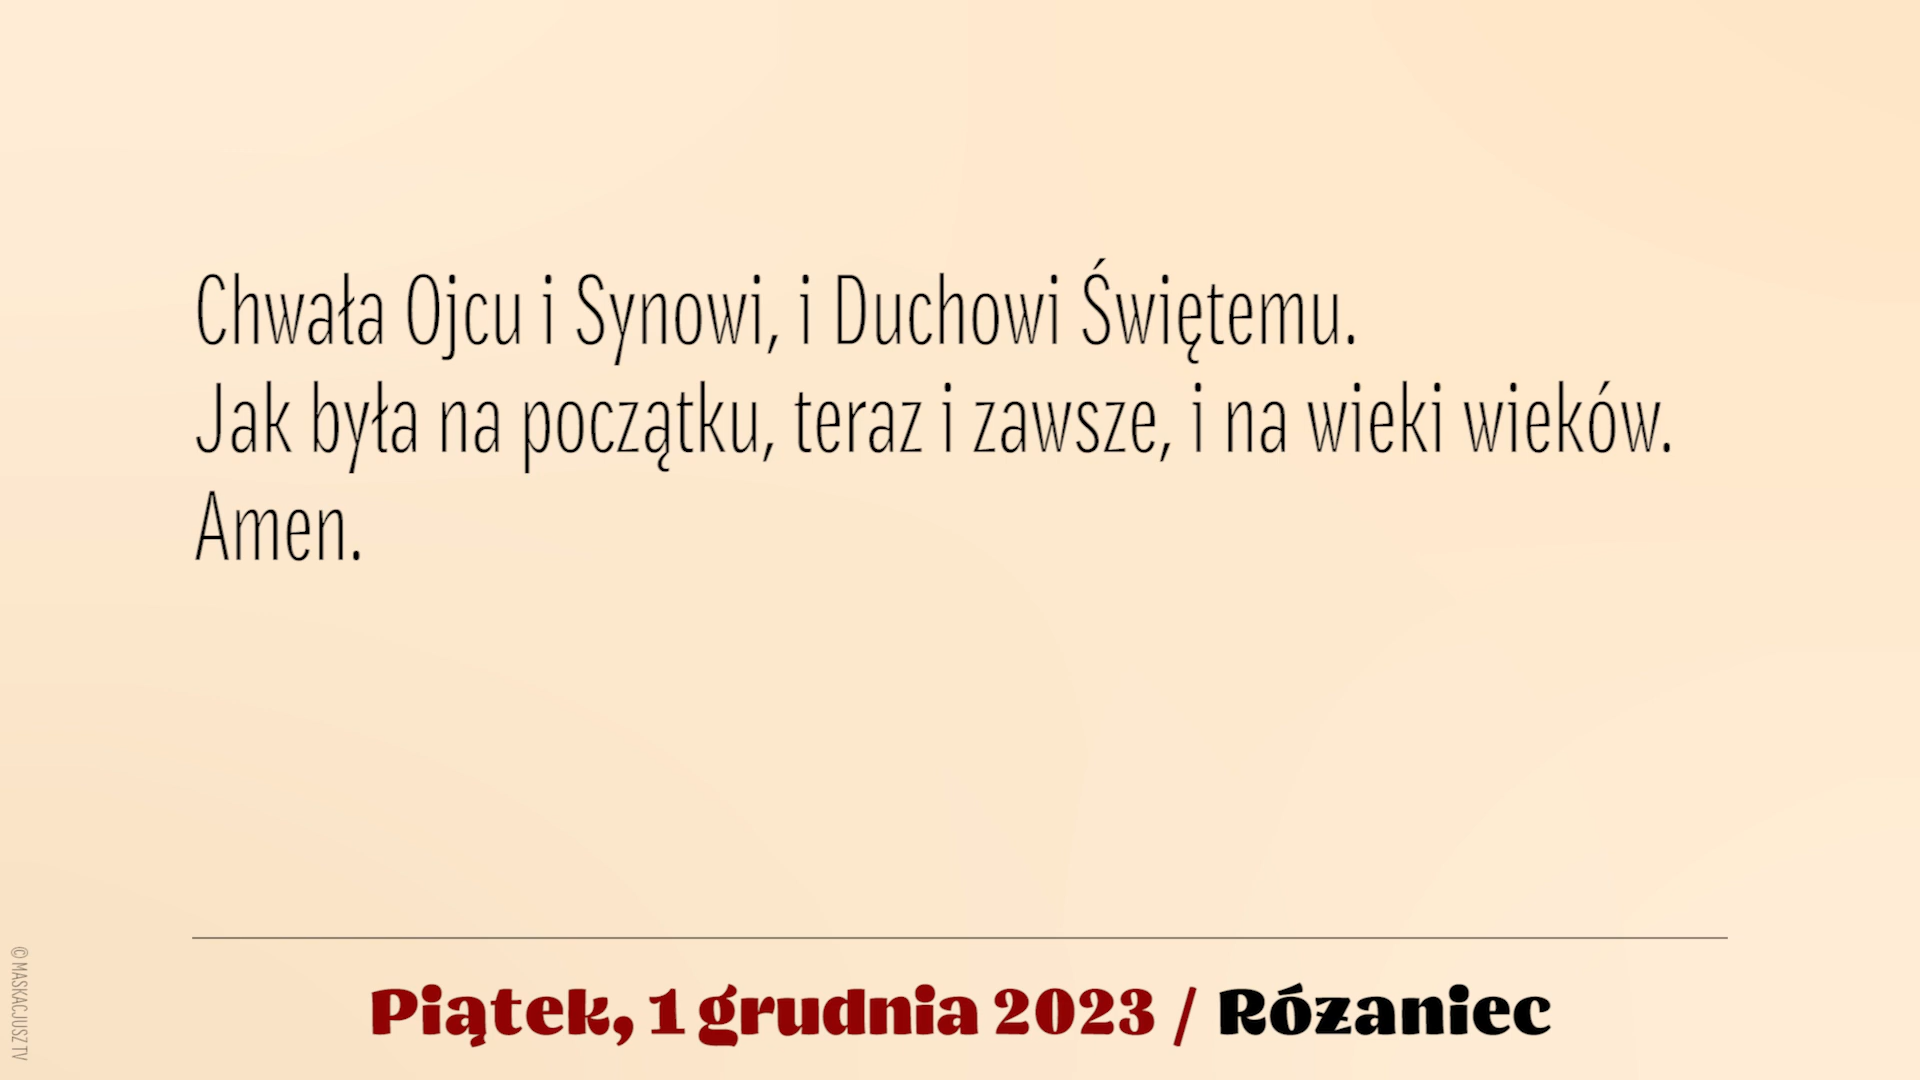 Chwała Ojcu i Synowi, i Duchowi Świętemu.
Jak była na początku, teraz i zawsze, i na wieki wieków.
Amen.
Piątek, 1 grudnia 2023 / Różaniec
© MASKACJUSZ TV